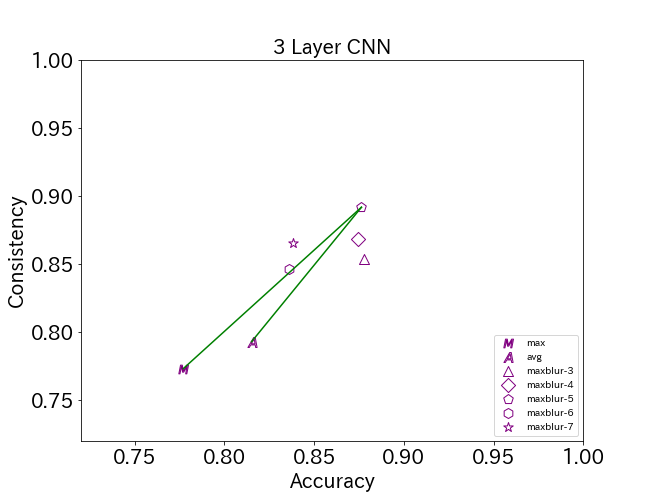 3 Layer CNN
1.00
0.95
0.90
0.85
0.80
0.75
Consistency
M
A
max
avg
maxblur-3
maxblur-4
maxblur-5
maxblur-6
maxblur-7
0.75 0.80 0.85 0.90 0.95 1.00
Accuracy